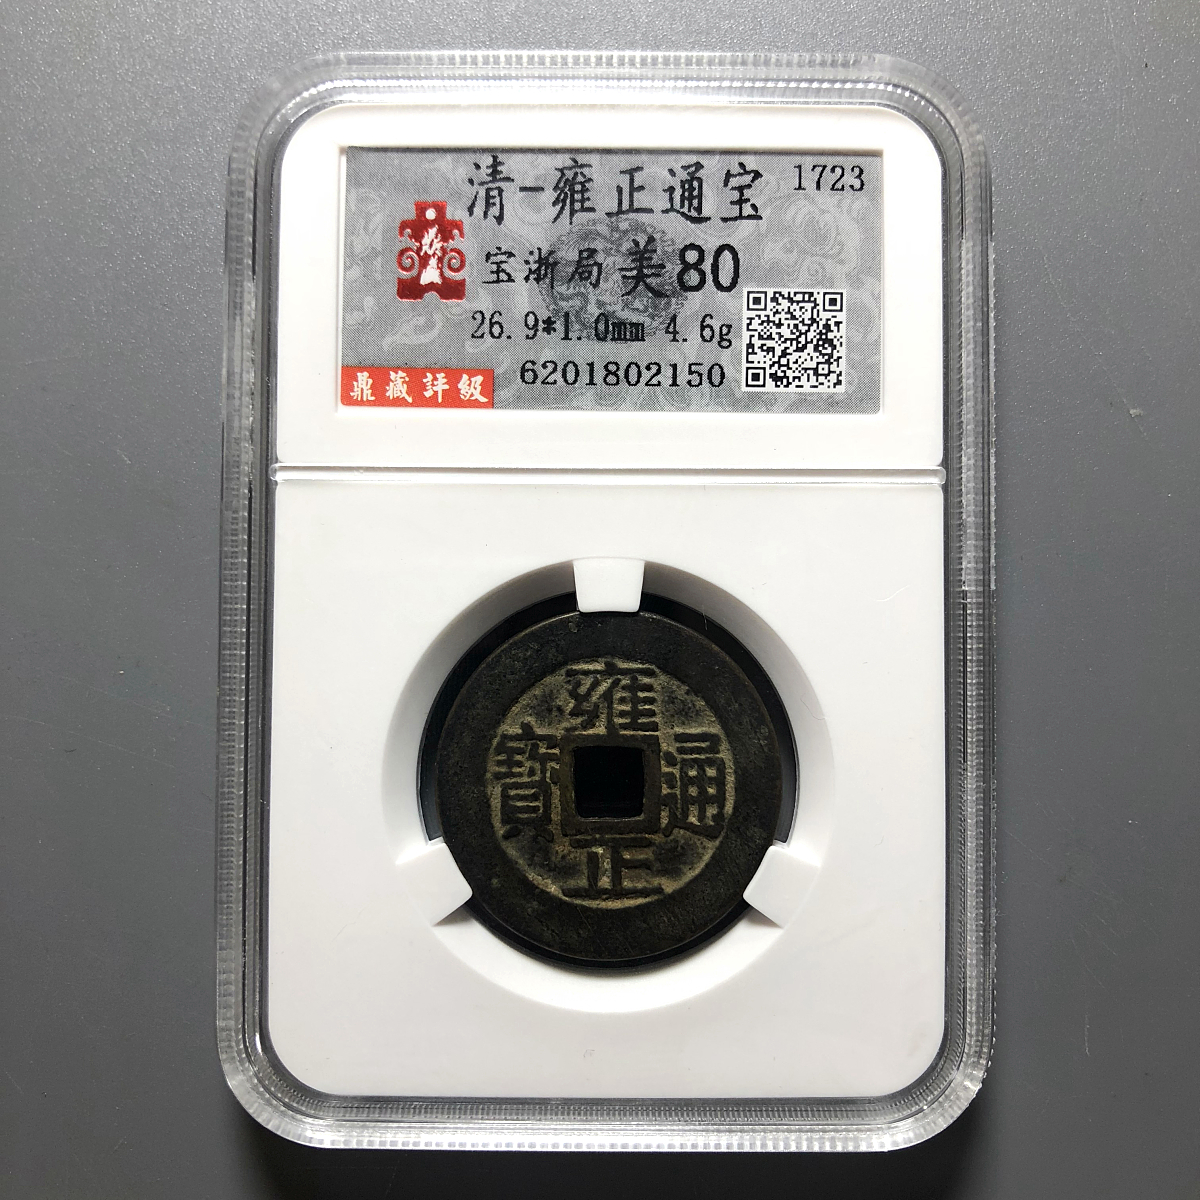 清-雍正通宝 1723
宝浙局 美80
26.9*1.0mm 4.6g
6201802150
鼎藏評級
雍正通寶